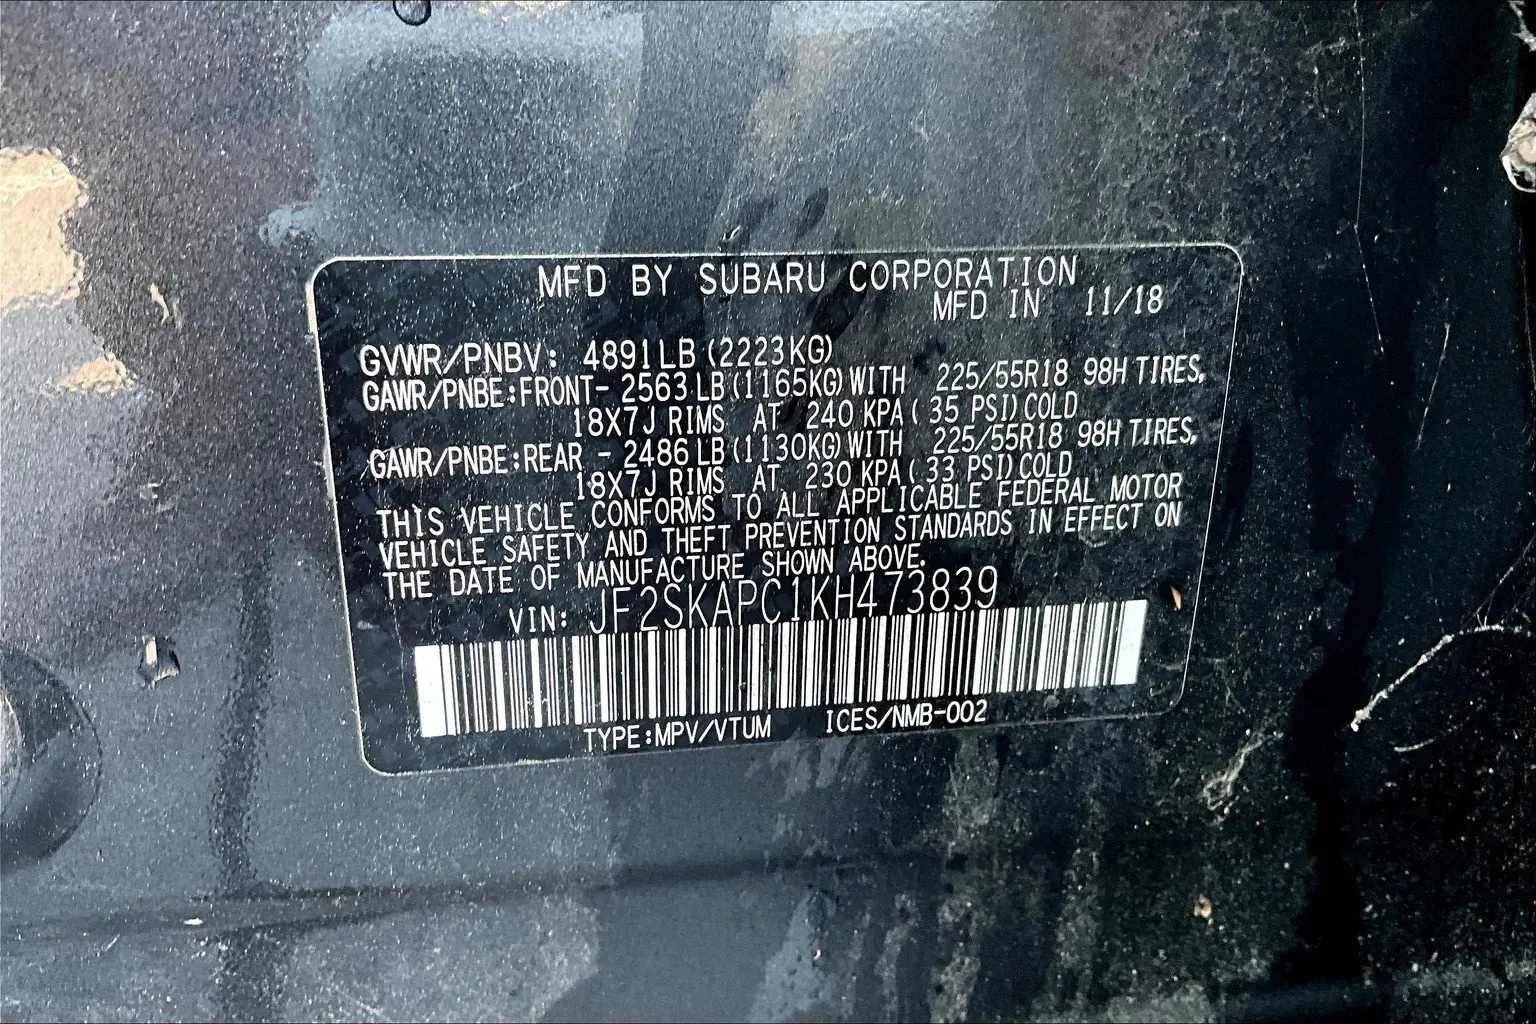 MFD BY SUBARU CORPORATION
MFD IN 11/18
GVWR/PNBV: 4891LB (2223KG)
GAWR/PNBE:FRONT- 2563 LB (1165KG) WITH 225/55R18 98H TIRES,
18X7J RIMS AT 240 KPA ( 35 PSI) COLD
GAWR/PNBE:REAR - 2486 LB (1130KG) WITH 225/55R18 98H TIRES,
18X7J RIMS AT 230 KPA ( 33 PSI) COLD
THIS VEHICLE CONFORMS TO ALL APPLICABLE FEDERAL MOTOR
VEHICLE SAFETY AND THEFT PREVENTION STANDARDS IN EFFECT ON
THE DATE OF MANUFACTURE SHOWN ABOVE.
VIN: JF2SKAPC1KH473839
TYPE:MPV/VTUM ICES/NMB-002